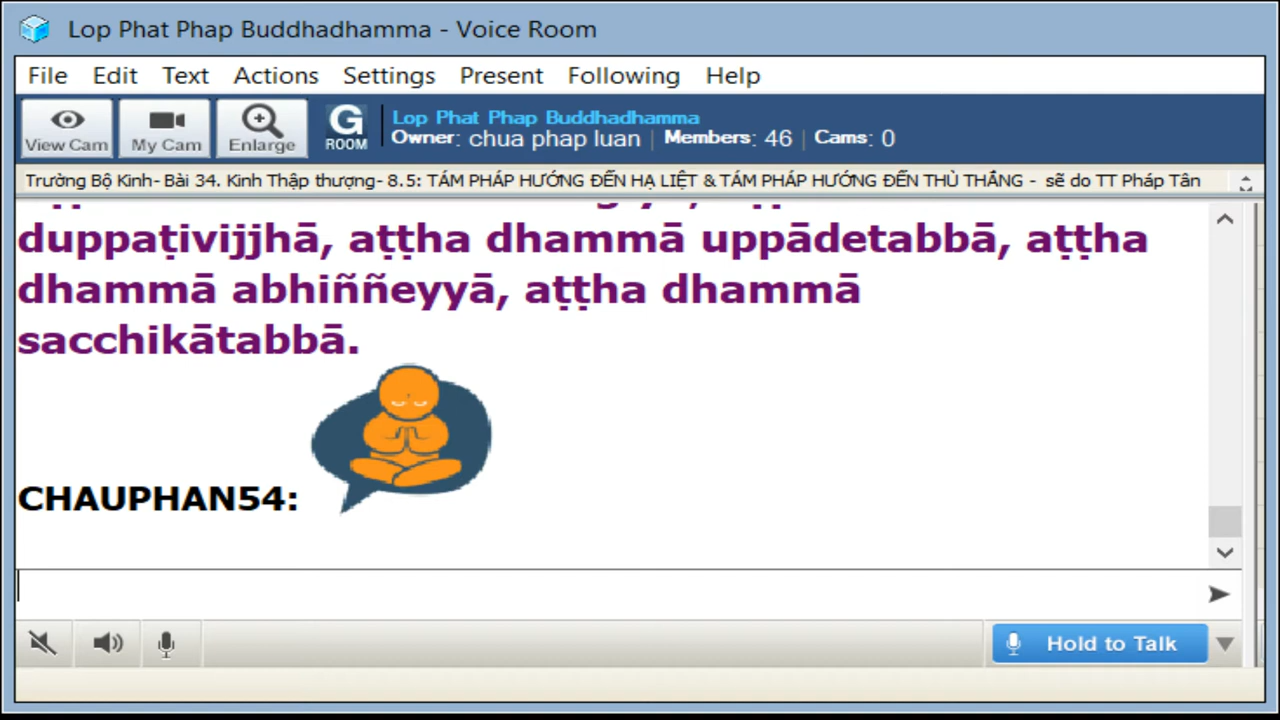 Lop Phat Phap Buddhadhamma - Voice Room
File Edit Text Actions Settings Present Following Help
View Cam My Cam Enlarge G ROOM
Lop Phat Phap Buddhadhamma
Owner: chua phap luan | Members: 46 | Cams: 0
Trường Bộ Kinh- Bài 34. Kinh Thập thượng- 8.5: TÁM PHÁP HƯỚNG ĐẾN HẠ LIỆT & TÁM PHÁP HƯỚNG ĐẾN THÙ THẮNG - sẽ do TT Pháp Tân
duppaṭivijjhā, aṭṭha dhammā uppādetabbā, aṭṭha
dhammā abhiññeyyā, aṭṭha dhammā
sacchikātabbā.
CHAUPHAN54:
Hold to Talk